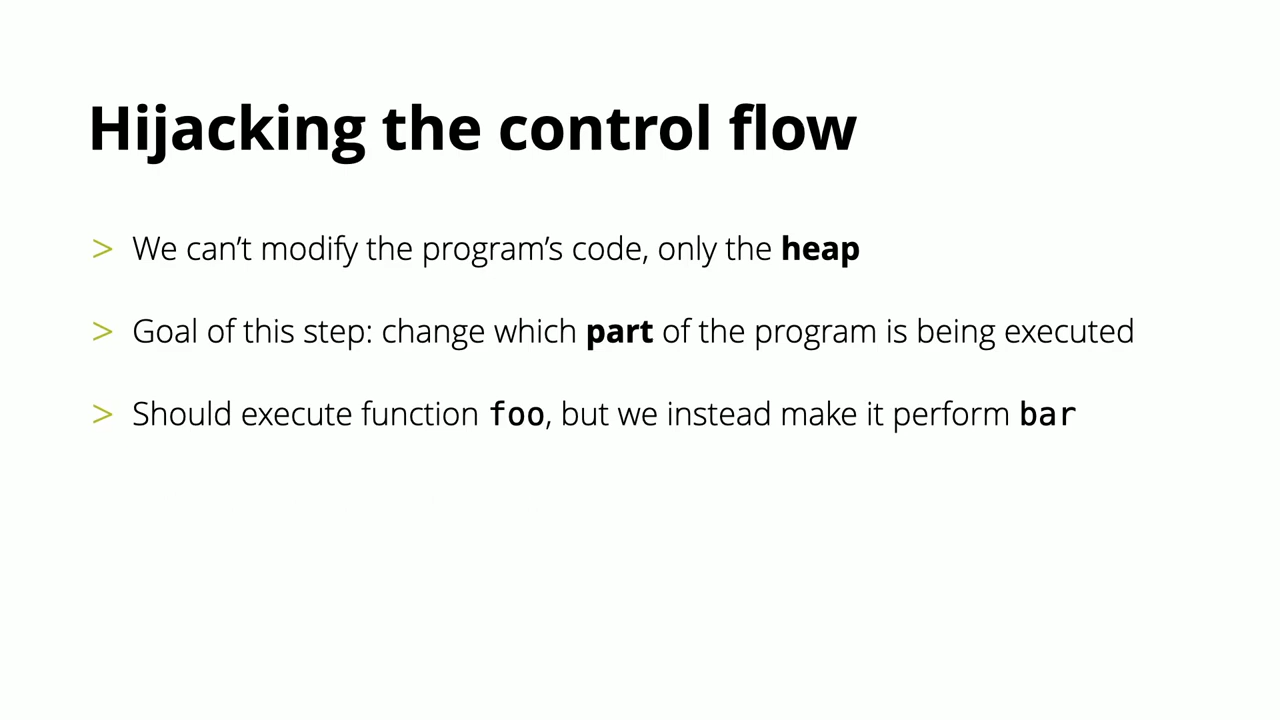 Hijacking the control flow
> We can’t modify the program’s code, only the heap
> Goal of this step: change which part of the program is being executed
> Should execute function foo, but we instead make it perform bar